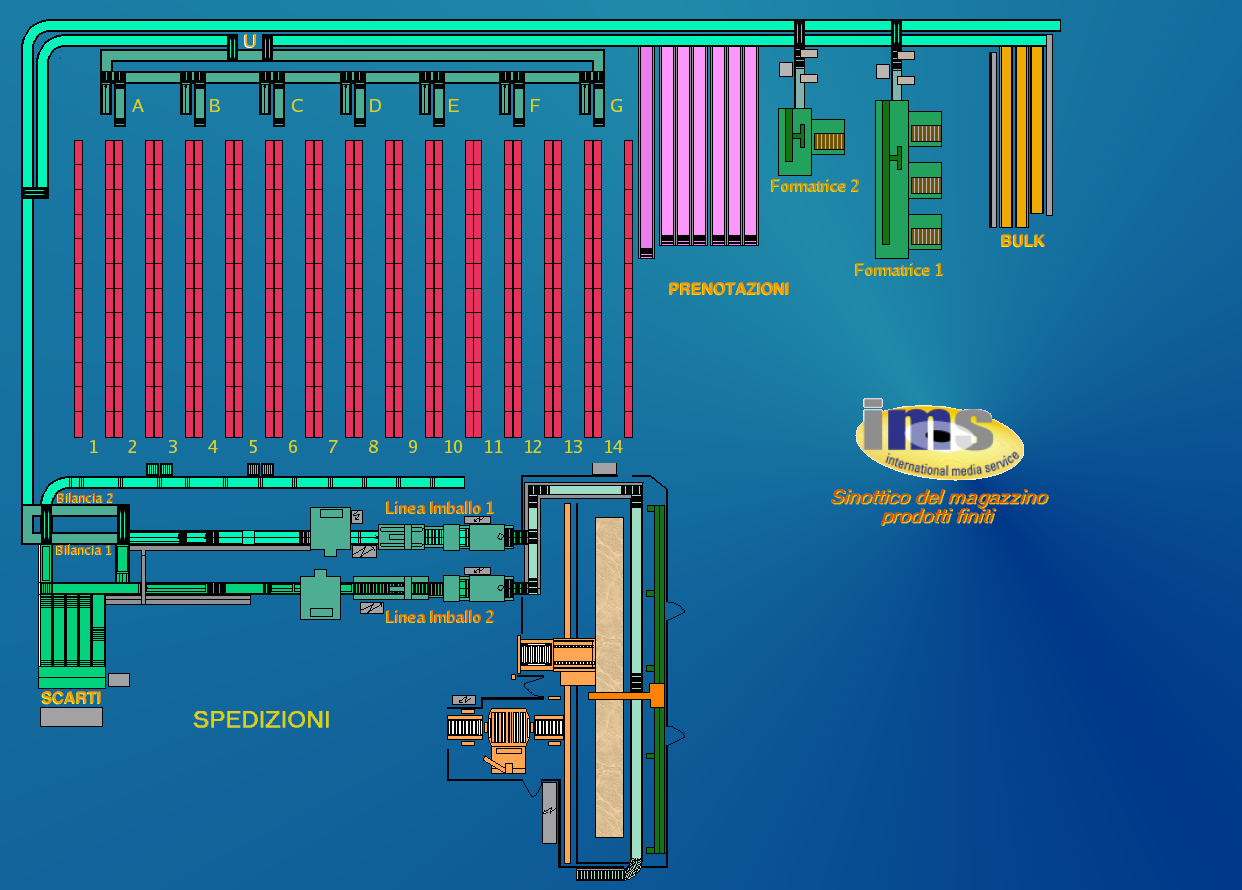 U
A B C D E F G
Formatrice 2
BULK
Formatrice 1
PRENOTAZIONI
1 2 3 4 5 6 7 8 9 10 11 12 13 14
ims
international media service
Sinottico del magazzino
prodotti finiti
Bilancia 2
Linea Imballo 1
Bilancia 1
Linea Imballo 2
SCARTI
SPEDIZIONI